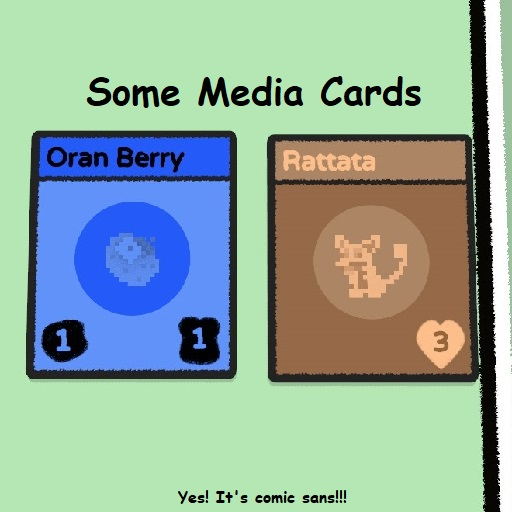 Some Media Cards
Oran Berry
Rattata
1
1
3
Yes! It's comic sans!!!